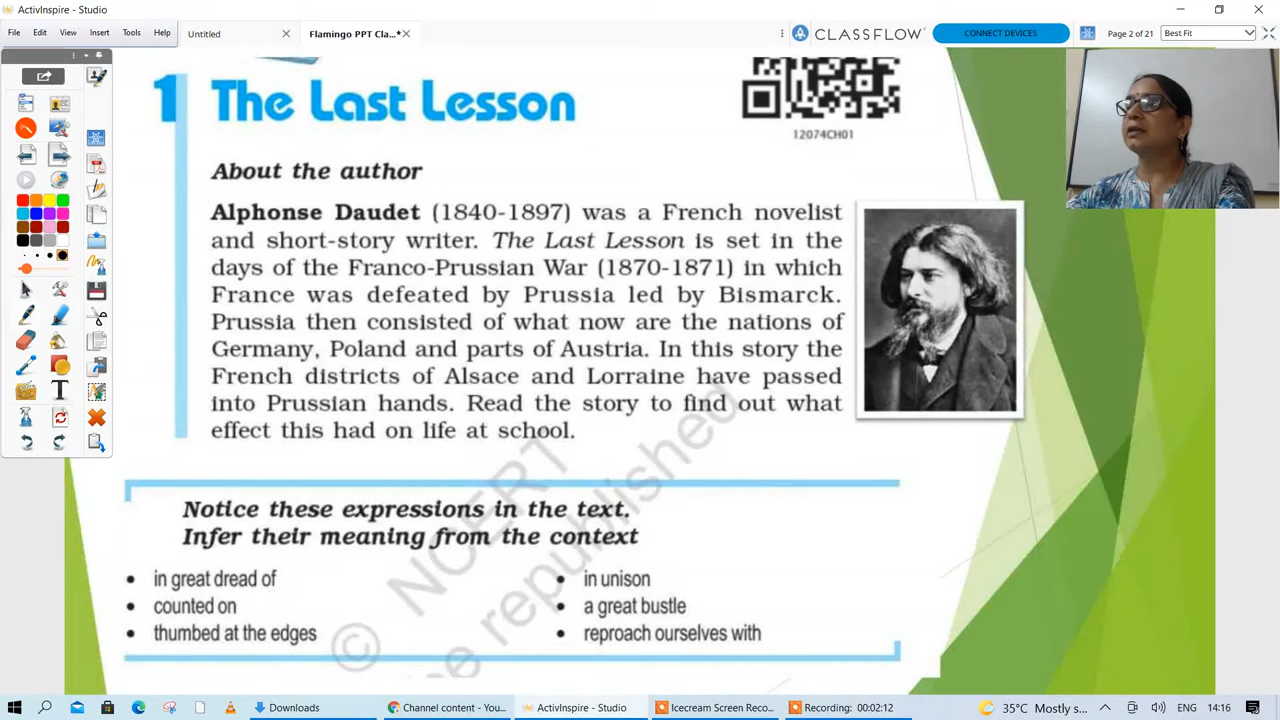 ActivInspire - Studio
File Edit View Insert Tools Help
Untitled
Flamingo PPT Cla...*
CLASSFLOW
CONNECT DEVICES
Page 2 of 21
Best Fit
1 The Last Lesson
12074CH01
About the author
Alphonse Daudet (1840-1897) was a French novelist
and short-story writer. The Last Lesson is set in the
days of the Franco-Prussian War (1870-1871) in which
France was defeated by Prussia led by Bismarck.
Prussia then consisted of what now are the nations of
Germany, Poland and parts of Austria. In this story the
French districts of Alsace and Lorraine have passed
into Prussian hands. Read the story to find out what
effect this had on life at school.
Notice these expressions in the text.
Infer their meaning from the context
• in great dread of
• counted on
• thumbed at the edges
• in unison
• a great bustle
• reproach ourselves with
© NCERT
be republished
Downloads
Channel content - Yo...
ActivInspire - Studio
Icecream Screen Reco...
Recording: 00:02:12
35°C Mostly s...
ENG
14:16